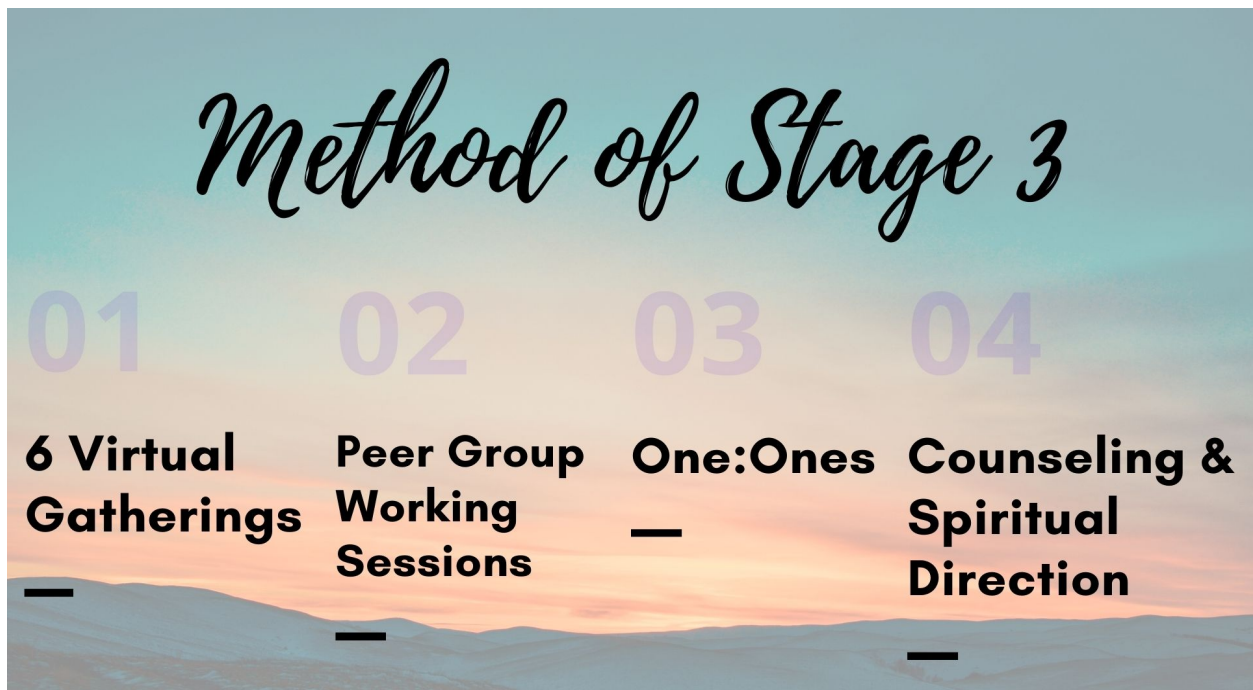 Method of Stage 3
01
6 Virtual
Gatherings
02
Peer Group
Working
Sessions
03
One:Ones
04
Counseling &
Spiritual
Direction